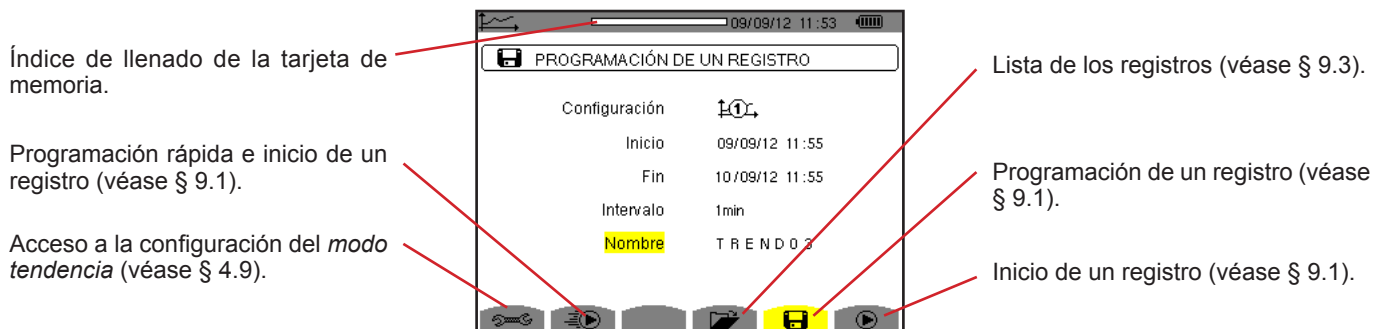 Índice de llenado de la tarjeta de
memoria.
Programación rápida e inicio de un
registro (véase § 9.1).
Acceso a la configuración del modo
tendencia (véase § 4.9).
09/09/12 11:53
PROGRAMACIÓN DE UN REGISTRO
Configuración 1
Inicio 09/09/12 11:55
Fin 10/09/12 11:55
Intervalo 1min
Nombre TREND03
Lista de los registros (véase § 9.3).
Programación de un registro (véase
§ 9.1).
Inicio de un registro (véase § 9.1).